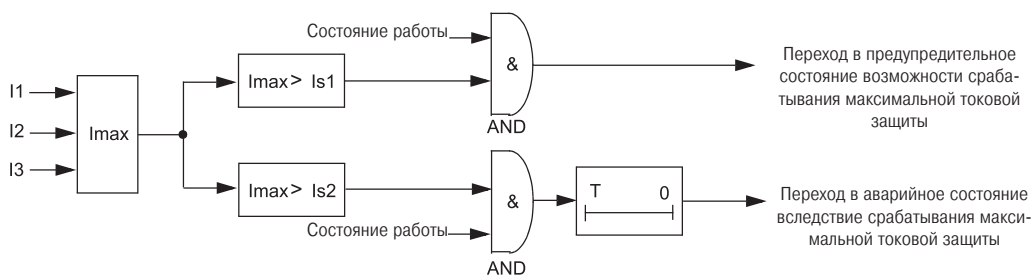 Состояние работы
&
AND
Imax > Is1
Переход в предупредительное
состояние возможности сраба-
тывания максимальной токовой
защиты
I1
I2
I3
Imax
Imax > Is2
Состояние работы
&
AND
T 0
Переход в аварийное состояние
вследствие срабатывания макси-
мальной токовой защиты